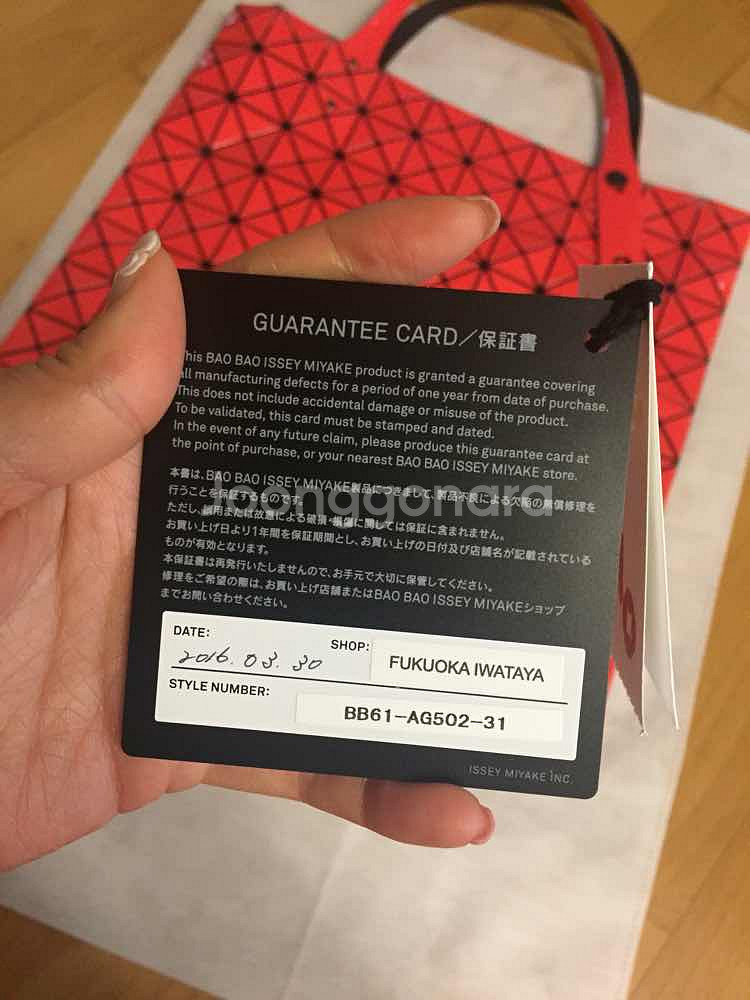 GUARANTEE CARD/保証書
This BAO BAO ISSEY MIYAKE product is granted a guarantee covering
all manufacturing defects for a period of one year from date of purchase.
This does not include accidental damage or misuse of the product.
To be validated, this card must be stamped and dated.
In the event of any future claim, please produce this guarantee card at
the point of purchase, or your nearest BAO BAO ISSEY MIYAKE store.
本書は、BAO BAO ISSEY MIYAKE製品につきまして、製品不良による欠陥の無償修理を
行うことを保証するものです。
ただし、誤用または故意による破損・損傷に関しては保証に含まれません。
お買い上げ日より1年間を保証期間とし、お買い上げの日付及び店舗名が記載されている
ものが有効となります。
本保証書は再発行いたしませんので、お手元で大切に保管してください。
修理をご希望の際は、お買い上げ店舗またはBAO BAO ISSEY MIYAKEショップ
までお問い合わせください。
Joonggonara
DATE: 2016. 03. 30 SHOP: FUKUOKA IWATAYA
STYLE NUMBER: BB61-AG502-31
ISSEY MIYAKE INC.